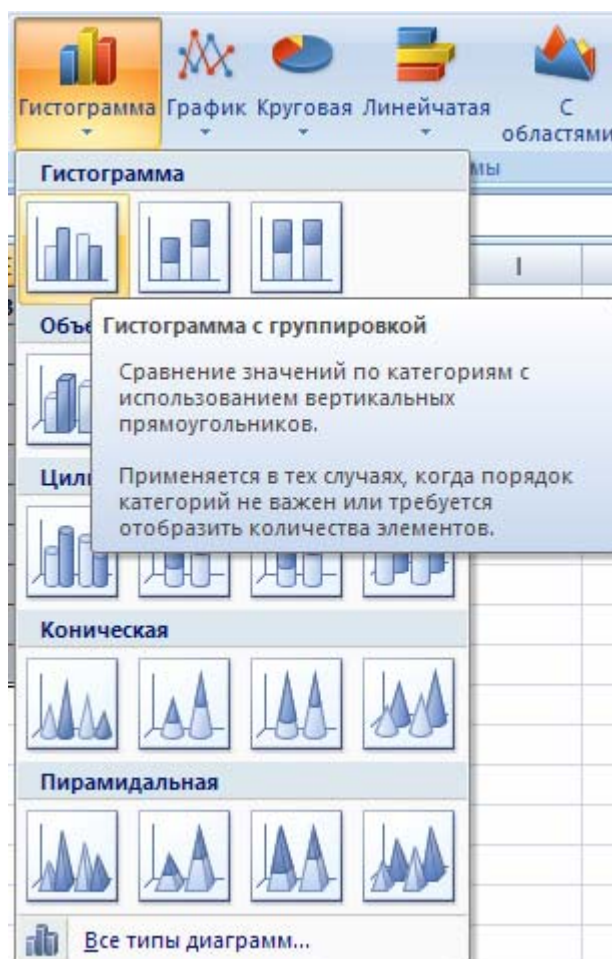 Гистограмма График Круговая Линейчатая С
областями
мы
Гистограмма
I
Объе
Гистограмма с группировкой
Сравнение значений по категориям с
использованием вертикальных
прямоугольников.
Применяется в тех случаях, когда порядок
категорий не важен или требуется
отобразить количества элементов.
Цил
Коническая
Пирамидальная
Все типы диаграмм...